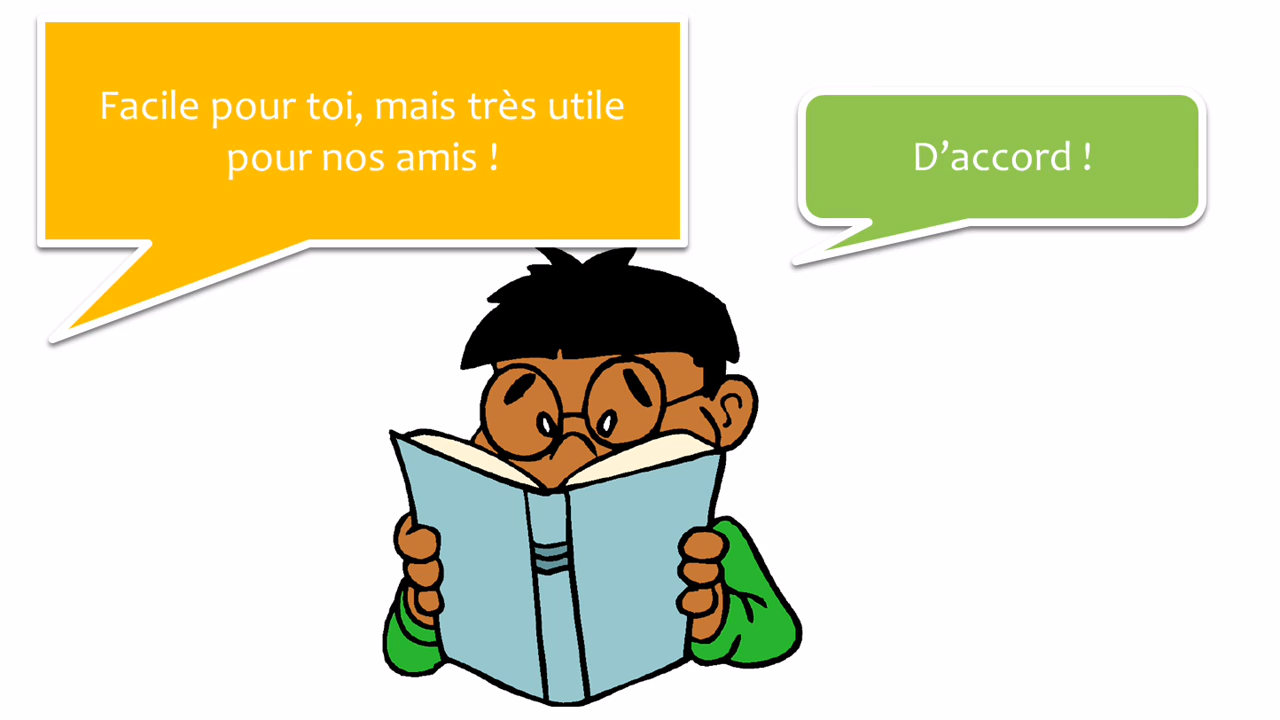 Facile pour toi, mais très utile
pour nos amis !
D’accord !